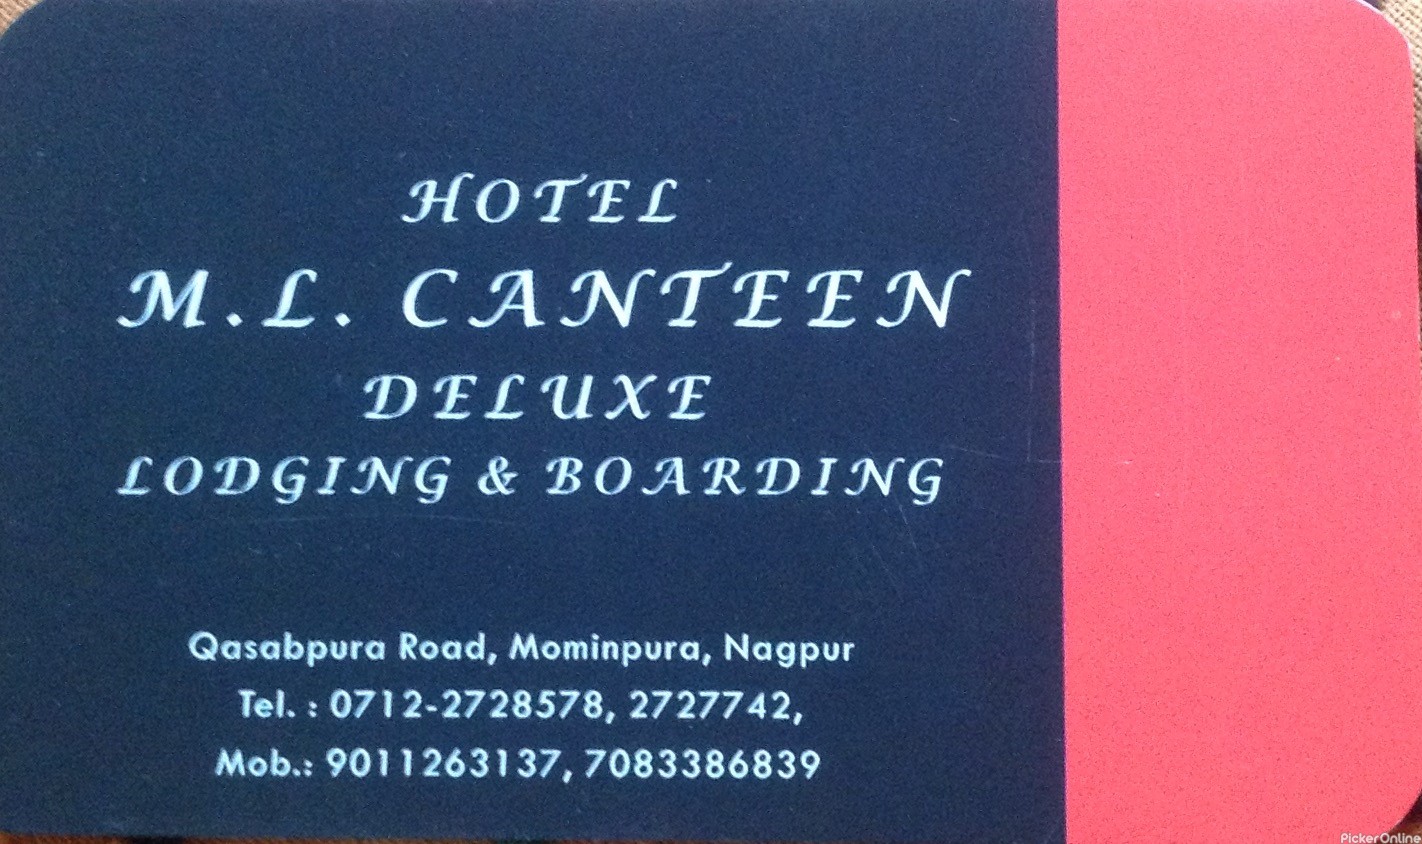 HOTEL
M.L. CANTEEN
DELUXE
LODGING & BOARDING
Qasabpura Road, Mominpura, Nagpur
Tel. : 0712-2728578, 2727742,
Mob.: 9011263137, 7083386839
PickerOnline